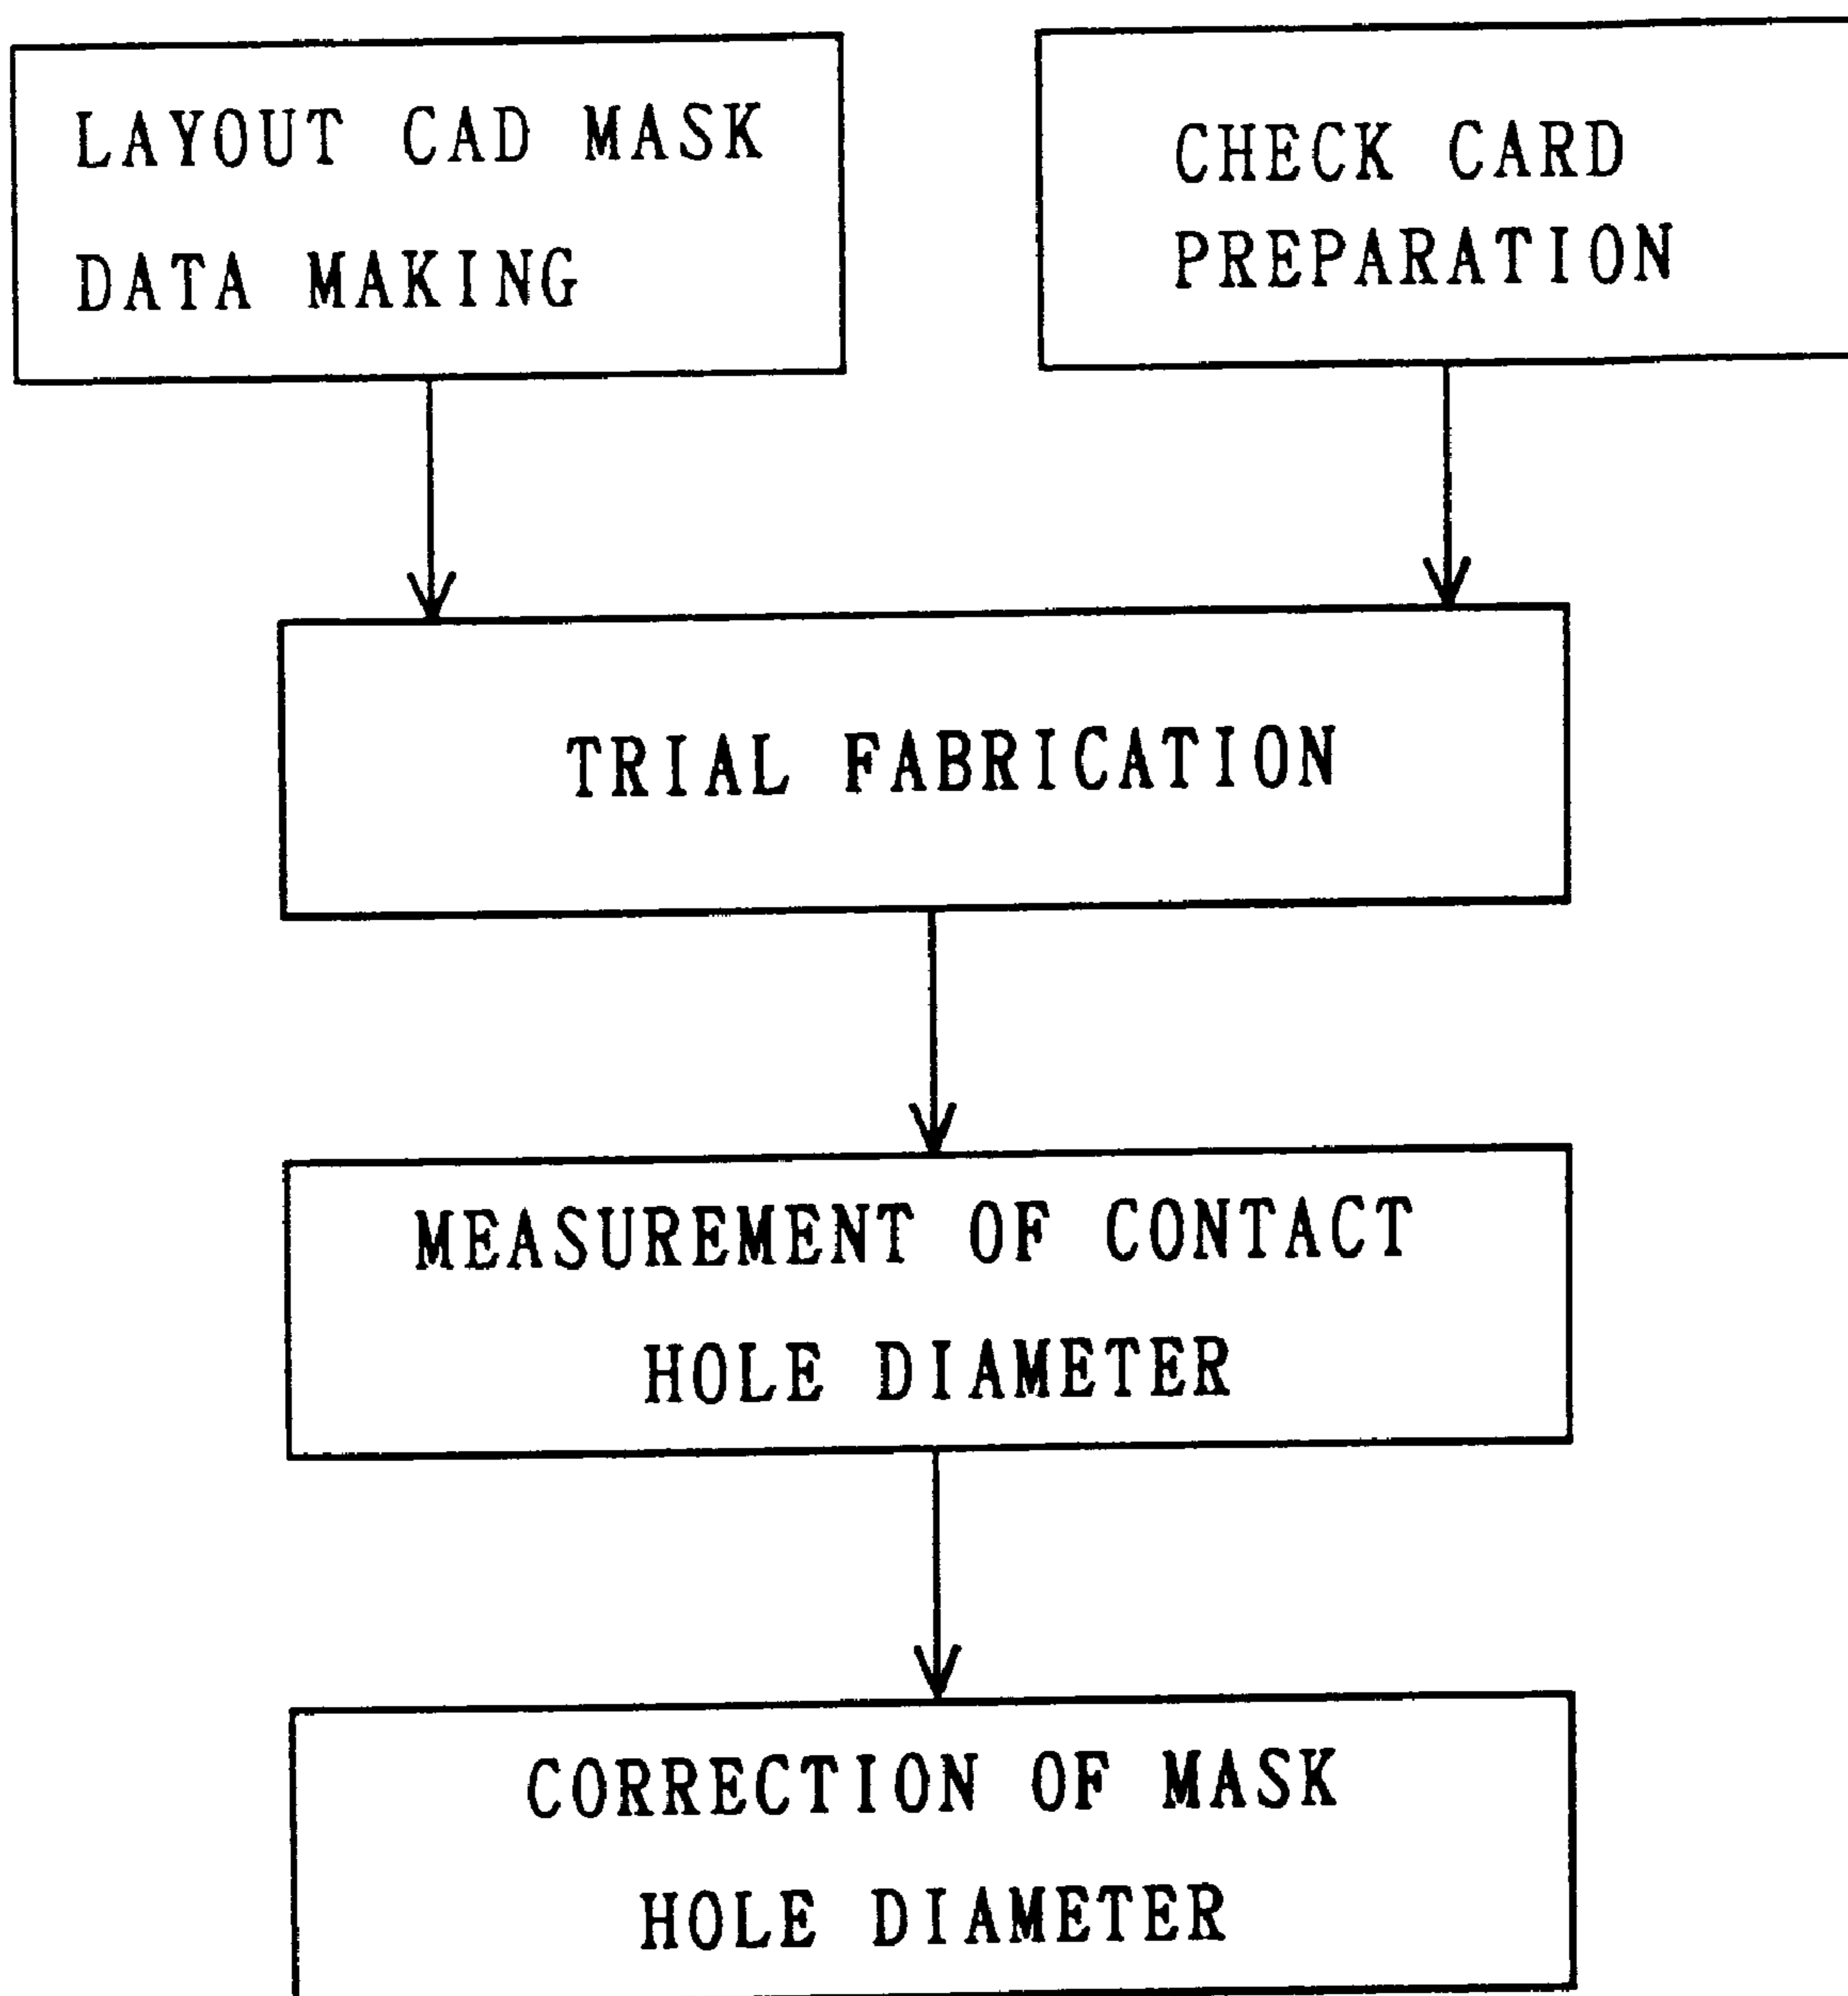 LAYOUT CAD MASK
DATA MAKING
CHECK CARD
PREPARATION
TRIAL FABRICATION
MEASUREMENT OF CONTACT
HOLE DIAMETER
CORRECTION OF MASK
HOLE DIAMETER